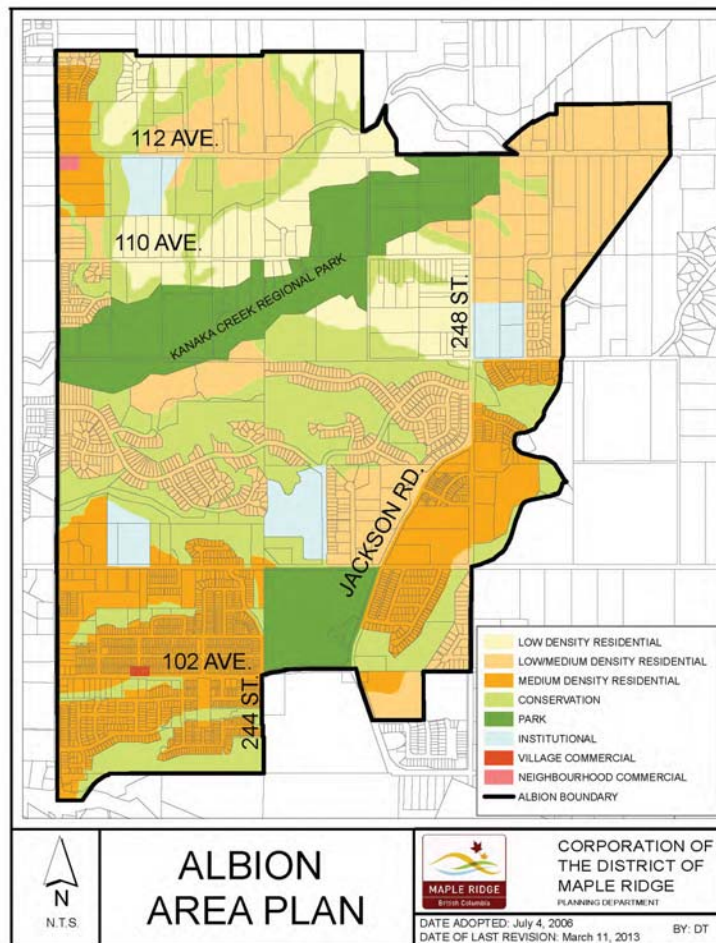 112 AVE.
110 AVE.
KANAKA CREEK REGIONAL PARK
248 ST.
JACKSON RD.
102 AVE.
244 ST.
LOW DENSITY RESIDENTIAL
LOW/MEDIUM DENSITY RESIDENTIAL
MEDIUM DENSITY RESIDENTIAL
CONSERVATION
PARK
INSTITUTIONAL
VILLAGE COMMERCIAL
NEIGHBOURHOOD COMMERCIAL
ALBION BOUNDARY
N
N.T.S.
ALBION
AREA PLAN
MAPLE RIDGE
British Columbia
CORPORATION OF
THE DISTRICT OF
MAPLE RIDGE
PLANNING DEPARTMENT
DATE ADOPTED: July 4, 2006
DATE OF LAST REVISION: March 11, 2013
BY: DT